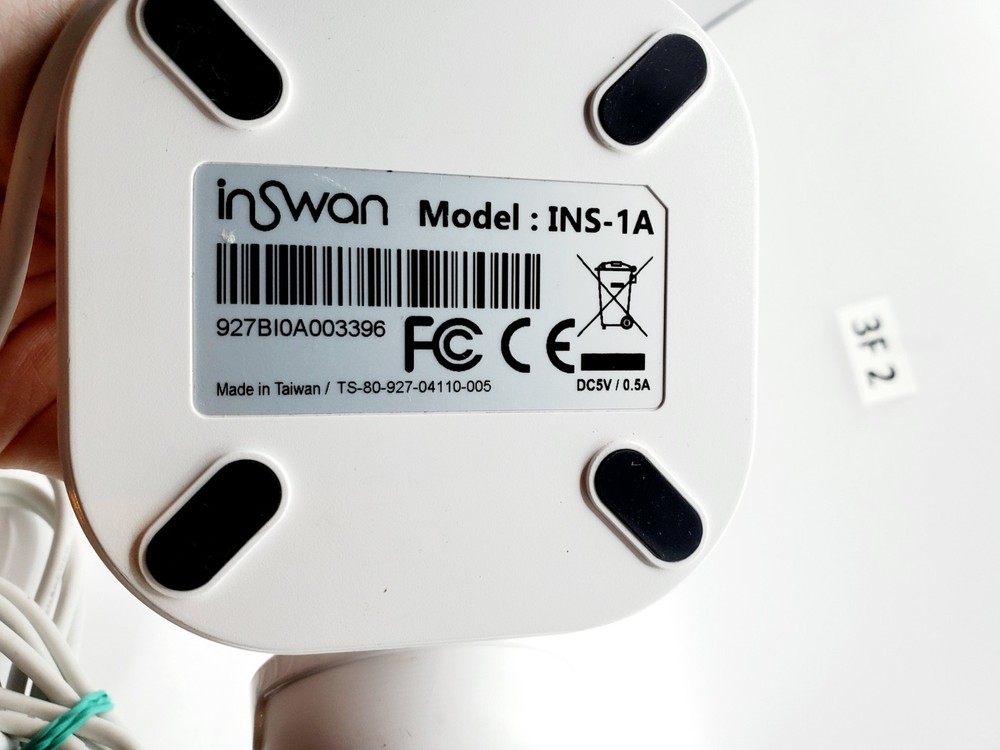 inSwan Model : INS-1A
927BI0A003396
FC CE
DC5V / 0.5A
Made in Taiwan / TS-80-927-04110-005
3F 2